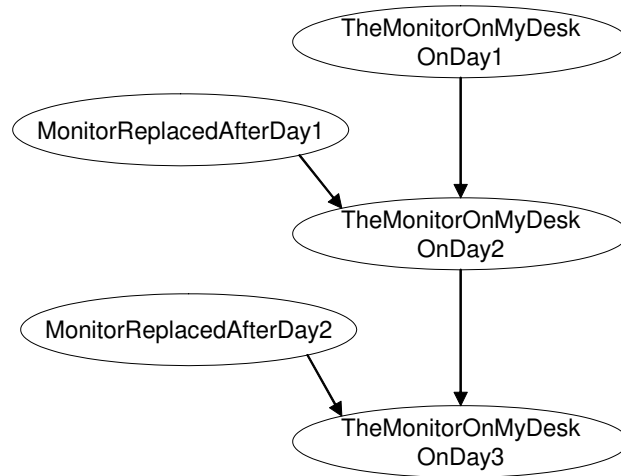 TheMonitorOnMyDesk
OnDay1
MonitorReplacedAfterDay1
TheMonitorOnMyDesk
OnDay2
MonitorReplacedAfterDay2
TheMonitorOnMyDesk
OnDay3